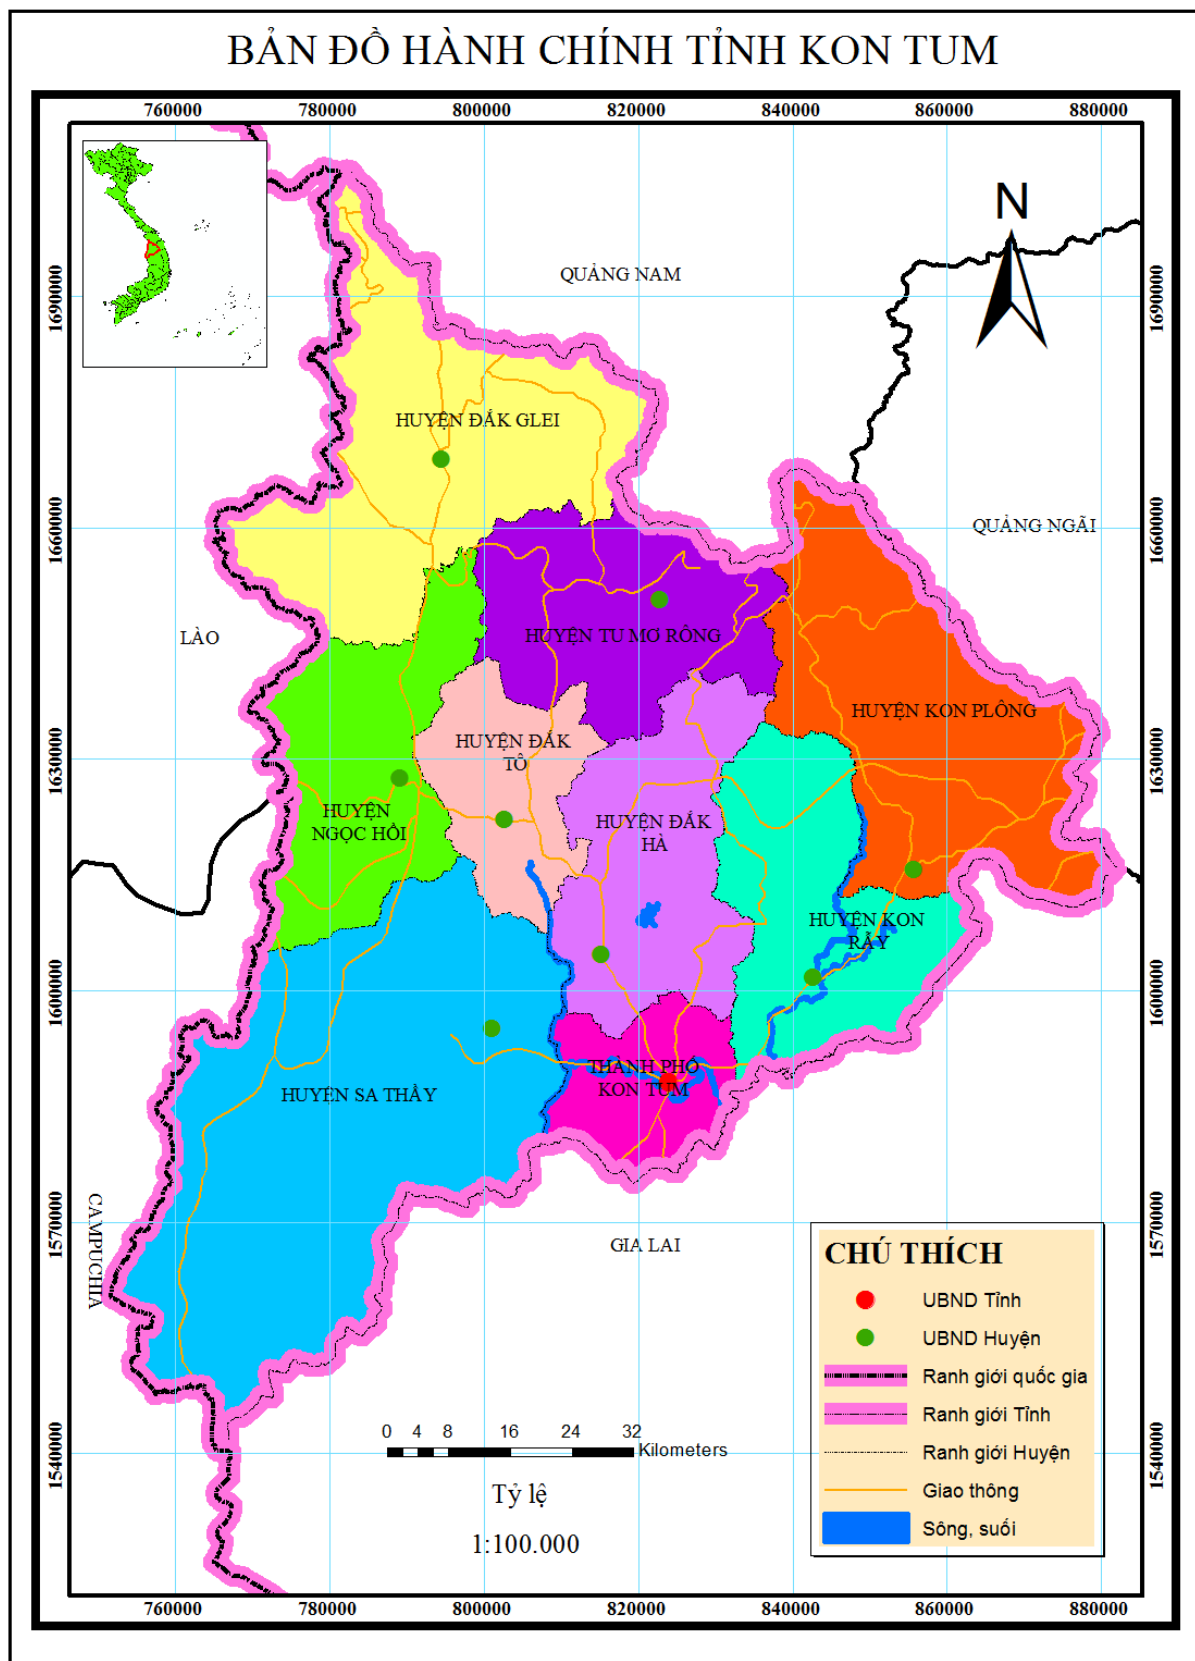 BẢN ĐỒ HÀNH CHÍNH TỈNH KON TUM
760000 780000 800000 820000 840000 860000 880000
N
QUẢNG NAM
1690000 1690000
HUYỆN ĐẮK GLEI
1660000 QUẢNG NGÃI 1660000
LÀO
HUYỆN TU MƠ RÔNG
HUYỆN KON PLÔNG
HUYỆN ĐẮK
TÔ
1630000 1630000
HUYỆN
NGỌC HỒI
HUYỆN ĐẮK
HÀ
HUYỆN KON
RẪY
1600000 1600000
THÀNH PHỐ
KON TUM
HUYỆN SA THẦY
CAMPUCHIA
1570000 1570000
GIA LAI
CHÚ THÍCH
UBND Tỉnh
UBND Huyện
Ranh giới quốc gia
Ranh giới Tỉnh
Ranh giới Huyện
Giao thông
Sông, suối
0 4 8 16 24 32
Kilometers
1540000 1540000
Tỷ lệ
1:100.000
760000 780000 800000 820000 840000 860000 880000